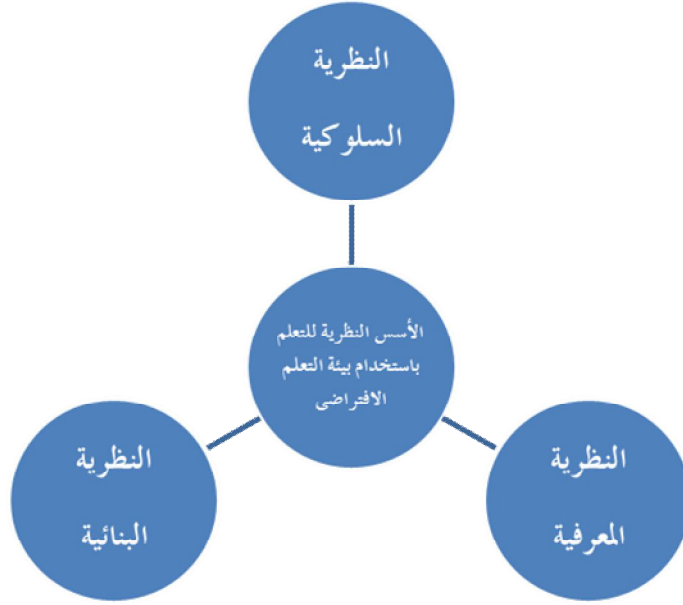 النظرية
السلوكية
الأسس النظرية للتعلم
باستخدام بيئة التعلم
الافتراضى
النظرية
المعرفية
النظرية
البنائية